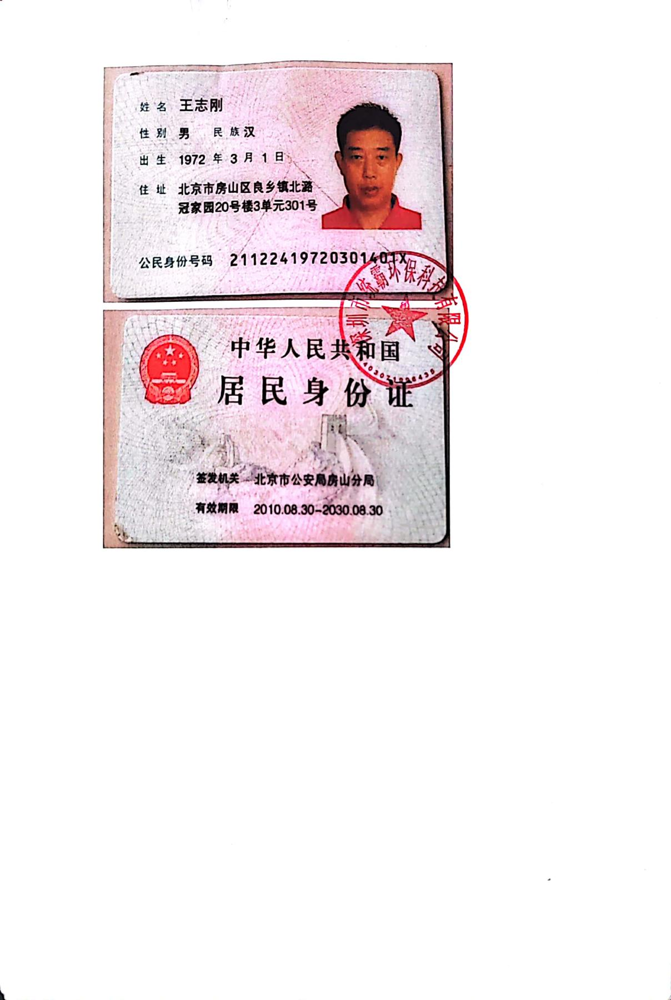 姓名 王志刚
性别 男 民族 汉
出生 1972 年 3 月 1 日
住址 北京市房山区良乡镇北潞
冠家园20号楼3单元301号
公民身份号码 21122419720301401X
深圳市 霸环保科技有限公司
中华人民共和国
居民身份证
签发机关 北京市公安局房山分局
有效期限 2010.08.30-2030.08.30